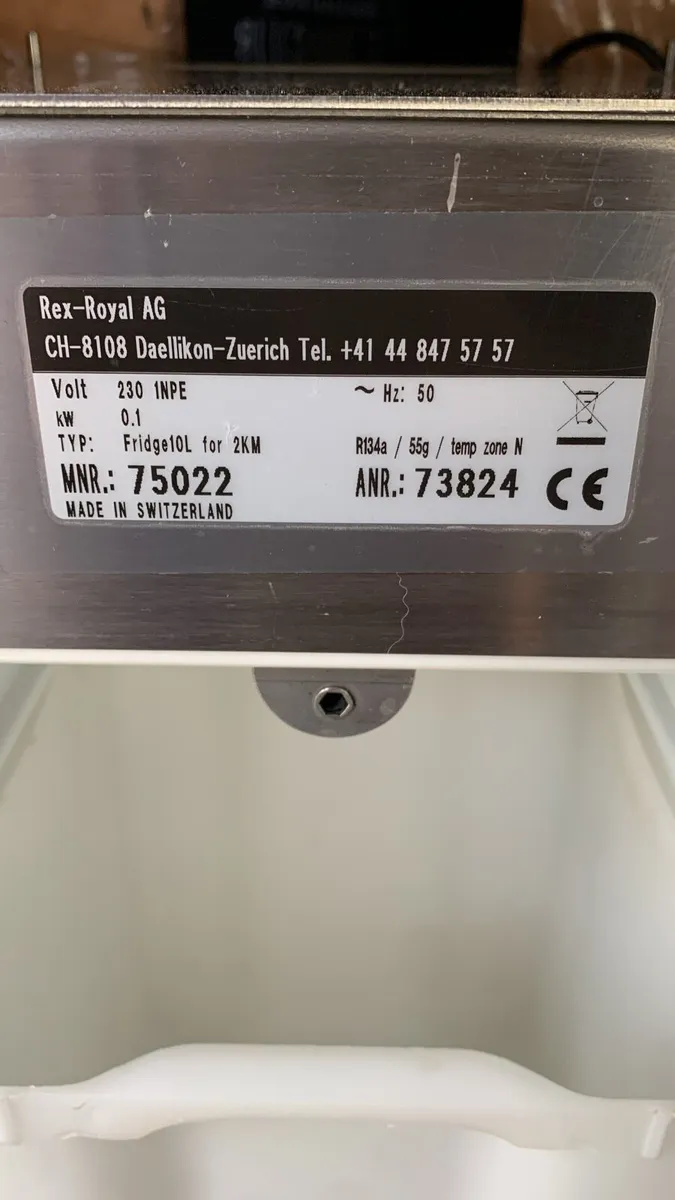 Rex-Royal AG
CH-8108 Daellikon-Zuerich Tel. +41 44 847 57 57
Volt 230 1NPE ~ Hz: 50
kW 0.1
TYP: Fridge10L for 2KM R134a / 55g / temp zone N
MNR.: 75022 ANR.: 73824 CE
MADE IN SWITZERLAND